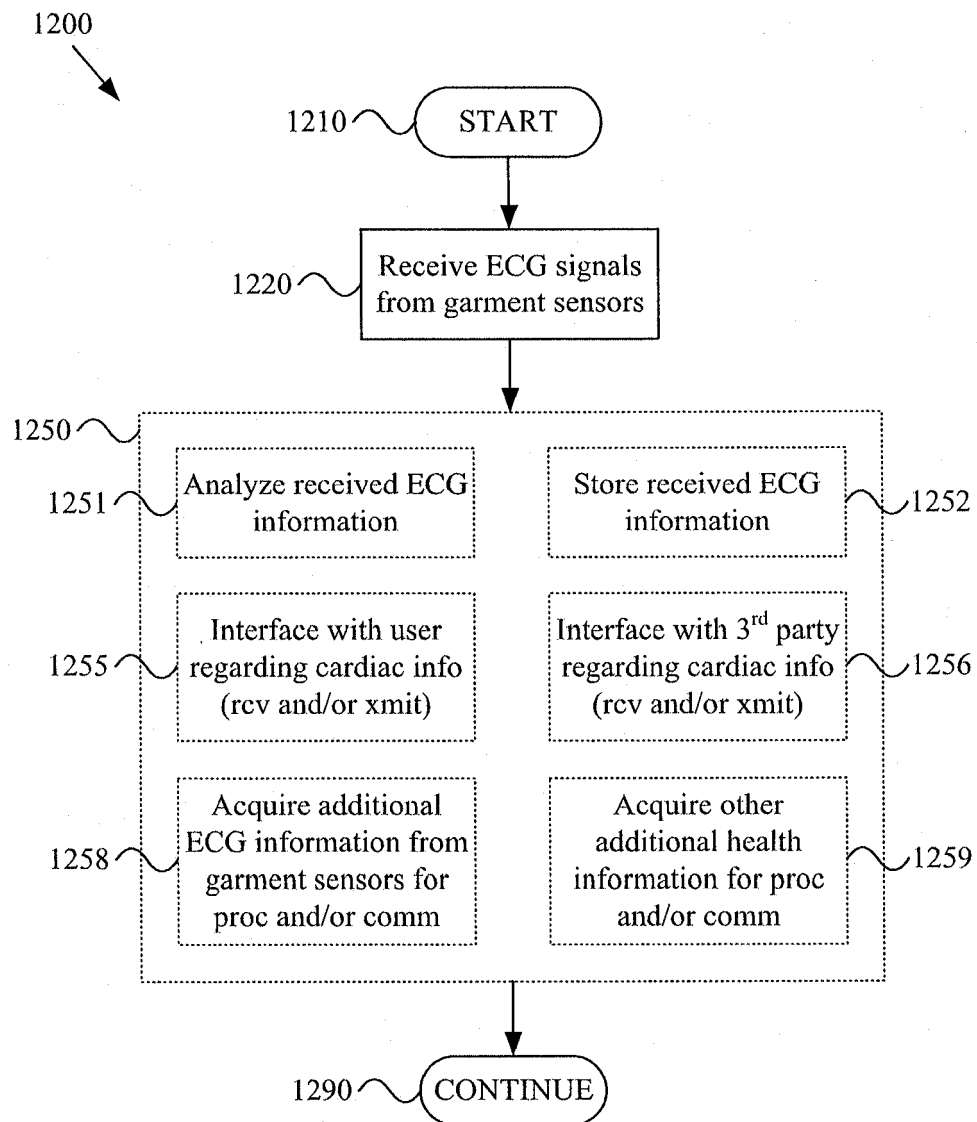 1200
1210
START
1220
Receive ECG signals
from garment sensors
1250
1251
Analyze received ECG
information
Store received ECG
information
1252
1255
Interface with user
regarding cardiac info
(rcv and/or xmit)
Interface with 3rd party
regarding cardiac info
(rcv and/or xmit)
1256
1258
Acquire additional
ECG information from
garment sensors for
proc and/or comm
Acquire other
additional health
information for proc
and/or comm
1259
1290
CONTINUE